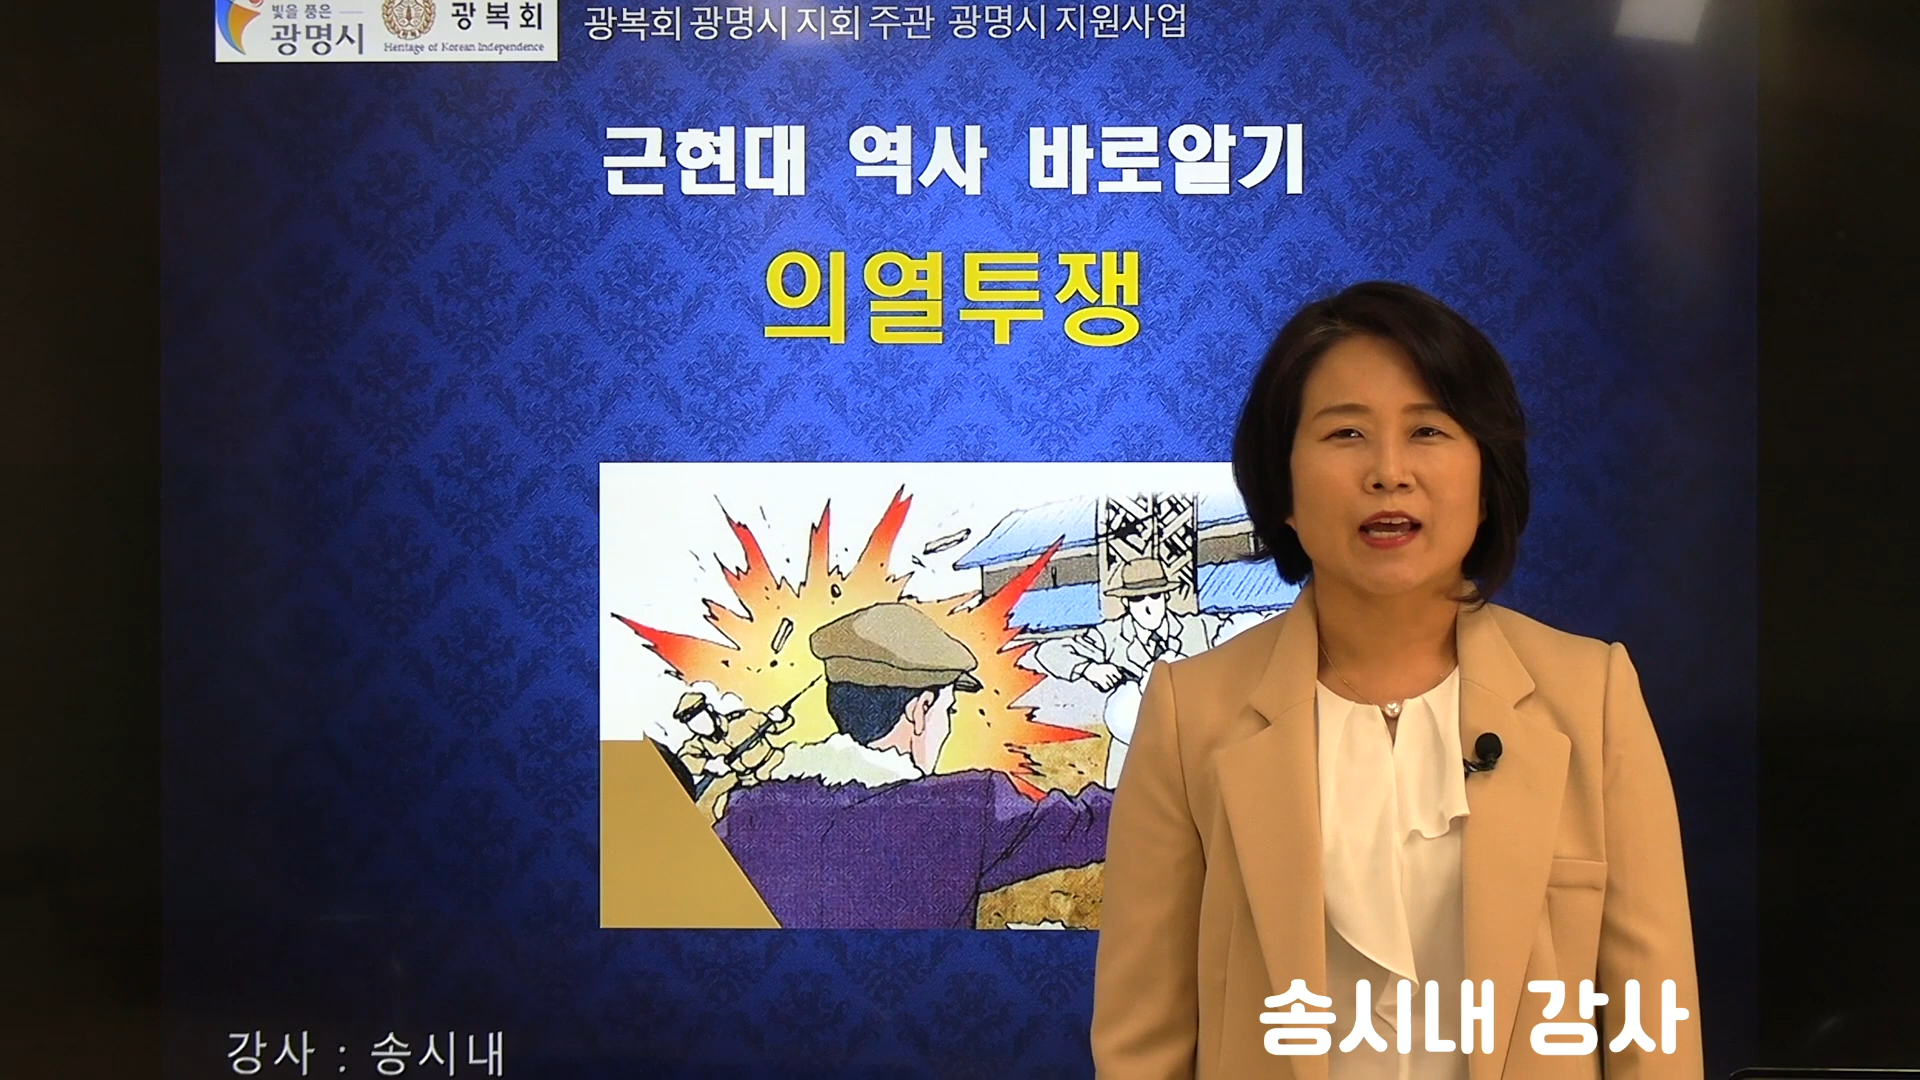 빛을 품은
광명시
광복회
Heritage of Korean Independence
광복회 광명시 지회 주관 광명시 지원사업
근현대 역사 바로알기
의열투쟁
강사 : 송시내
송시내 강사